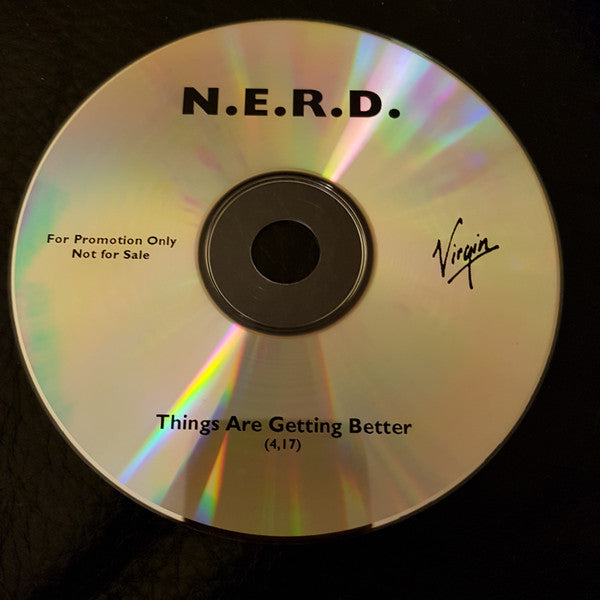 N.E.R.D.
For Promotion Only
Not for Sale
Virgin
Things Are Getting Better
(4,17)